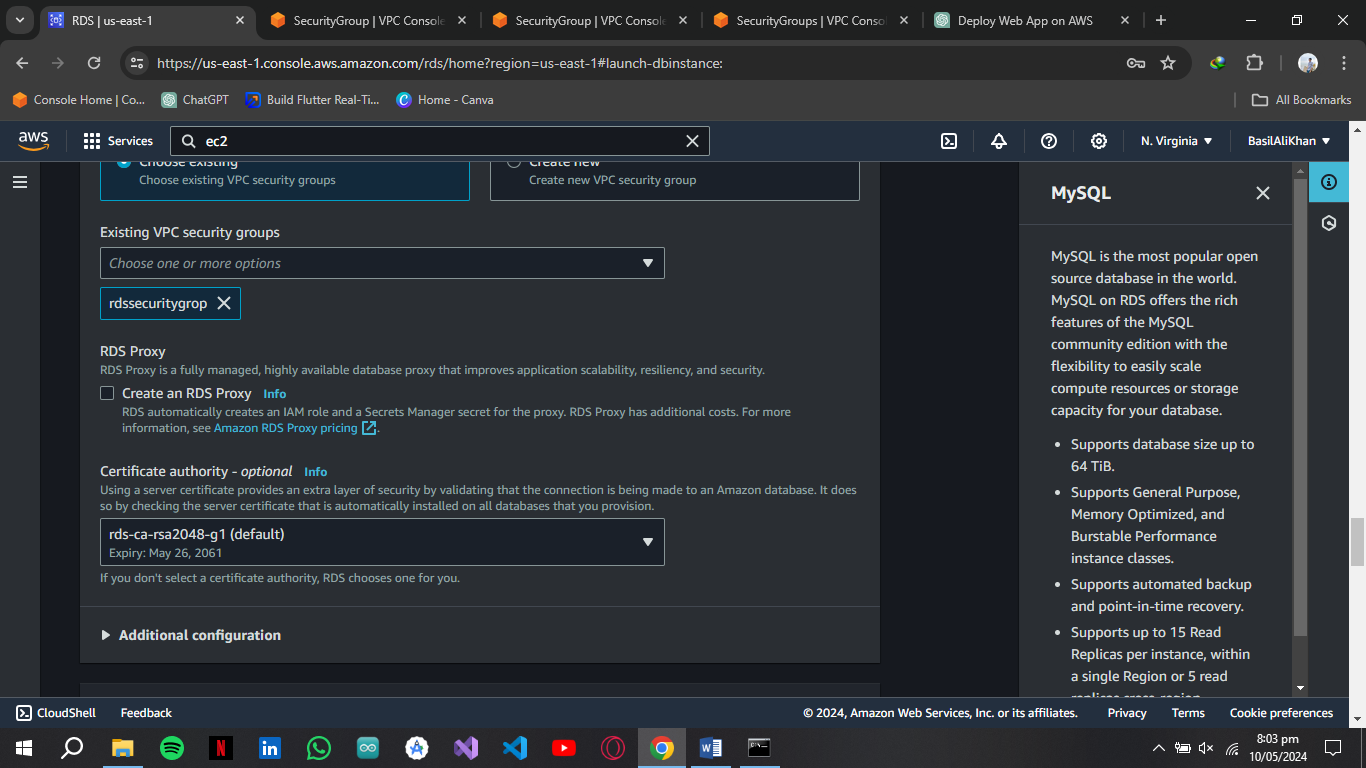 RDS | us-east-1
SecurityGroup | VPC Console
SecurityGroup | VPC Console
SecurityGroups | VPC Conso
Deploy Web App on AWS
https://us-east-1.console.aws.amazon.com/rds/home?region=us-east-1#launch-dbinstance:
Console Home | Co...
ChatGPT
Build Flutter Real-Ti...
Home - Canva
All Bookmarks
aws
Services
ec2
N. Virginia
BasilAliKhan
Choose existing
Choose existing VPC security groups
Create new
Create new VPC security group
Existing VPC security groups
Choose one or more options
rdssecuritygrop
RDS Proxy
RDS Proxy is a fully managed, highly available database proxy that improves application scalability, resiliency, and security.
Create an RDS Proxy Info
RDS automatically creates an IAM role and a Secrets Manager secret for the proxy. RDS Proxy has additional costs. For more
information, see Amazon RDS Proxy pricing.
Certificate authority - optional Info
Using a server certificate provides an extra layer of security by validating that the connection is being made to an Amazon database. It does
so by checking the server certificate that is automatically installed on all databases that you provision.
rds-ca-rsa2048-g1 (default)
Expiry: May 26, 2061
If you don't select a certificate authority, RDS chooses one for you.
Additional configuration
MySQL
MySQL is the most popular open
source database in the world.
MySQL on RDS offers the rich
features of the MySQL
community edition with the
flexibility to easily scale
compute resources or storage
capacity for your database.
• Supports database size up to
64 TiB.
• Supports General Purpose,
Memory Optimized, and
Burstable Performance
instance classes.
• Supports automated backup
and point-in-time recovery.
• Supports up to 15 Read
Replicas per instance, within
a single Region or 5 read
replicas cross-region.
CloudShell
Feedback
© 2024, Amazon Web Services, Inc. or its affiliates.
Privacy
Terms
Cookie preferences
8:03 pm
10/05/2024